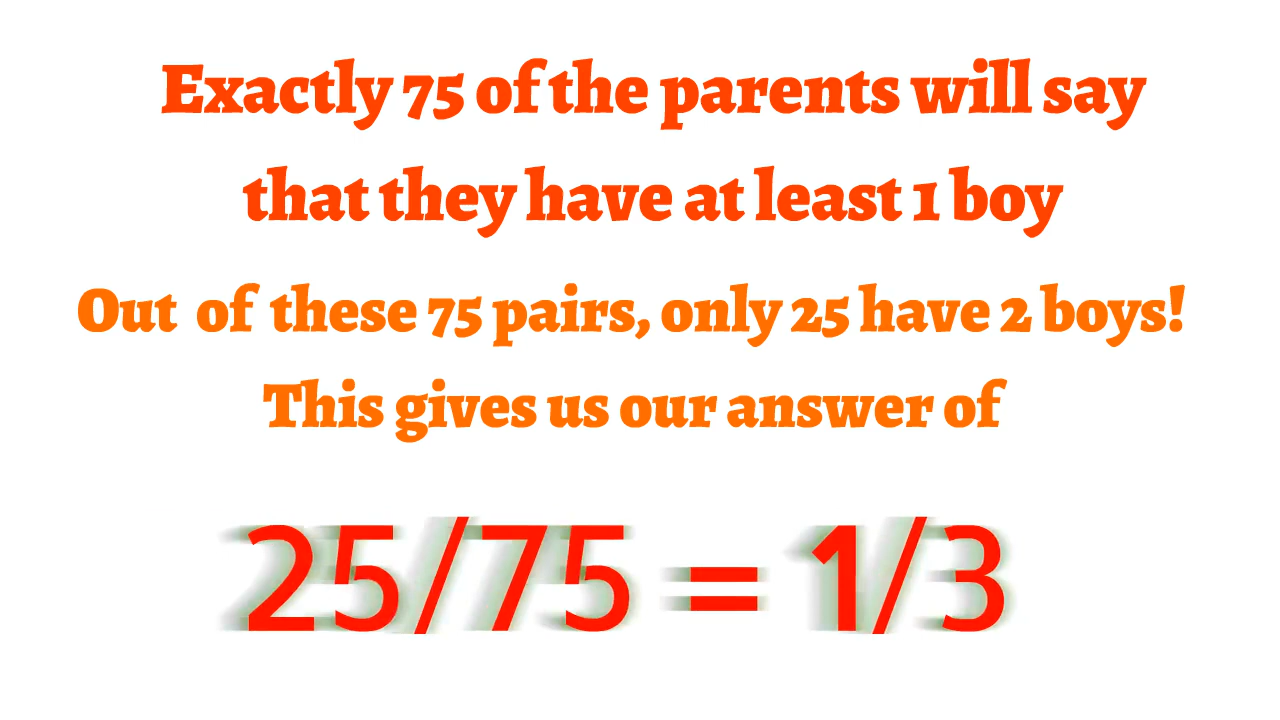 Exactly 75 of the parents will say
that they have at least 1 boy
Out of these 75 pairs, only 25 have 2 boys!
This gives us our answer of
25/75 = 1/3